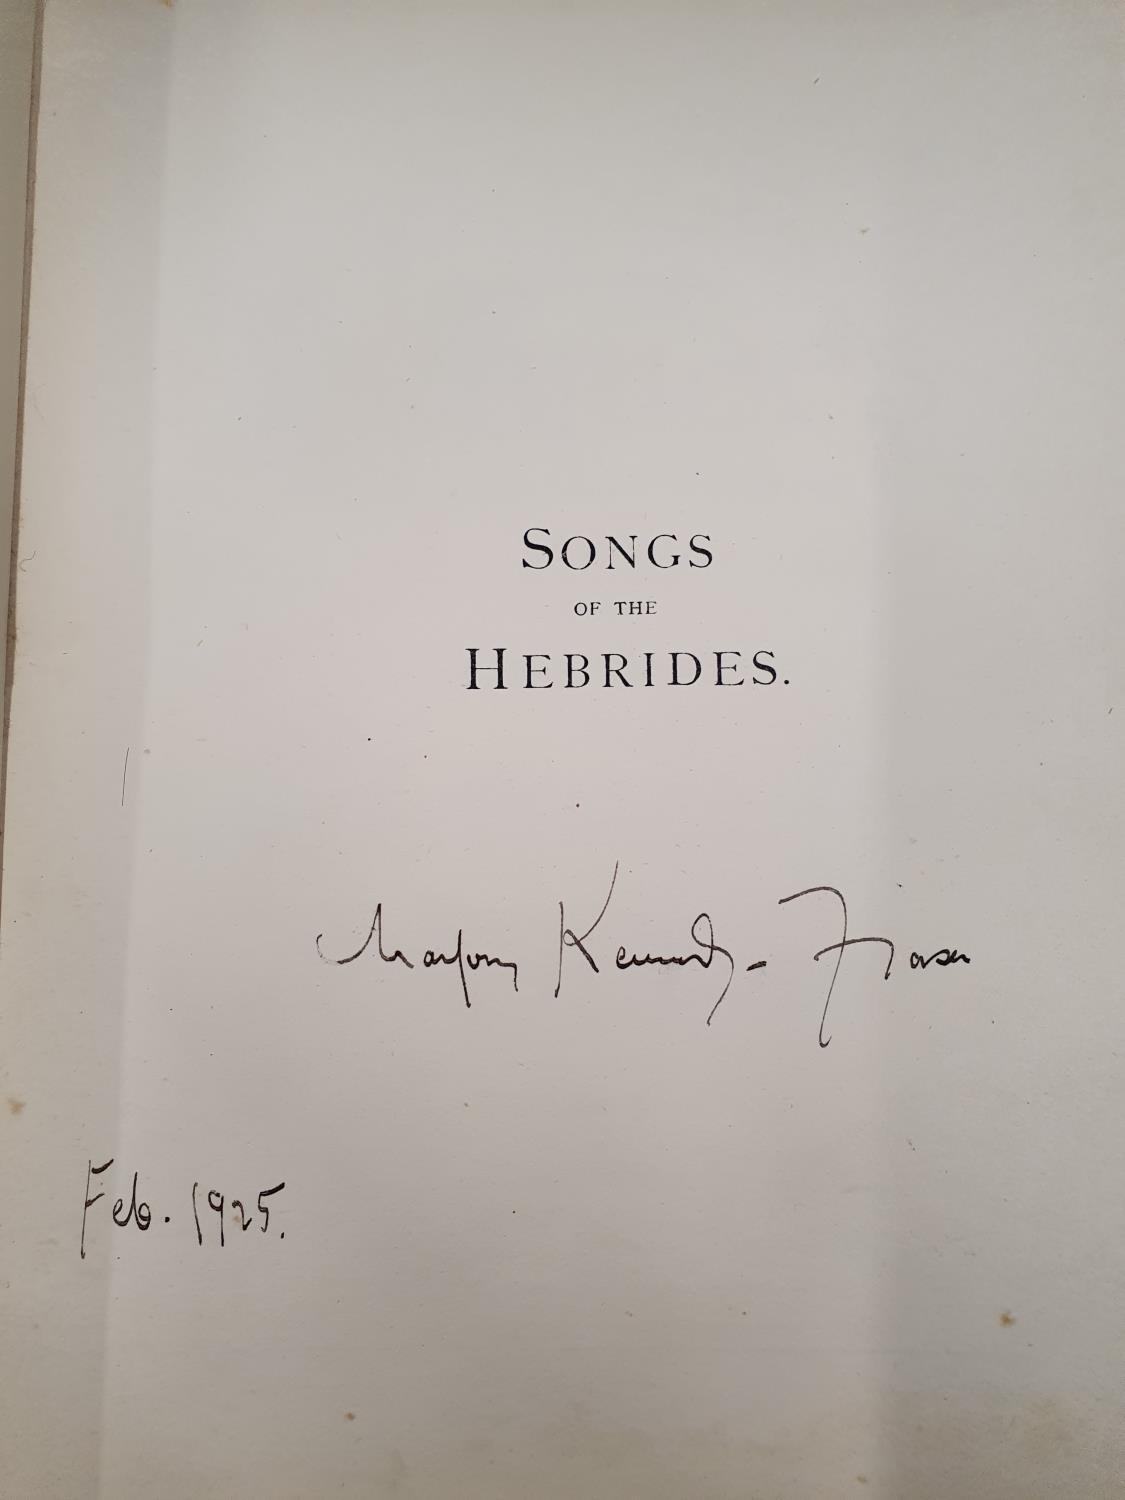 SONGS
OF THE
HEBRIDES.
Marjory Kennedy-Fraser
Feb. 1925.